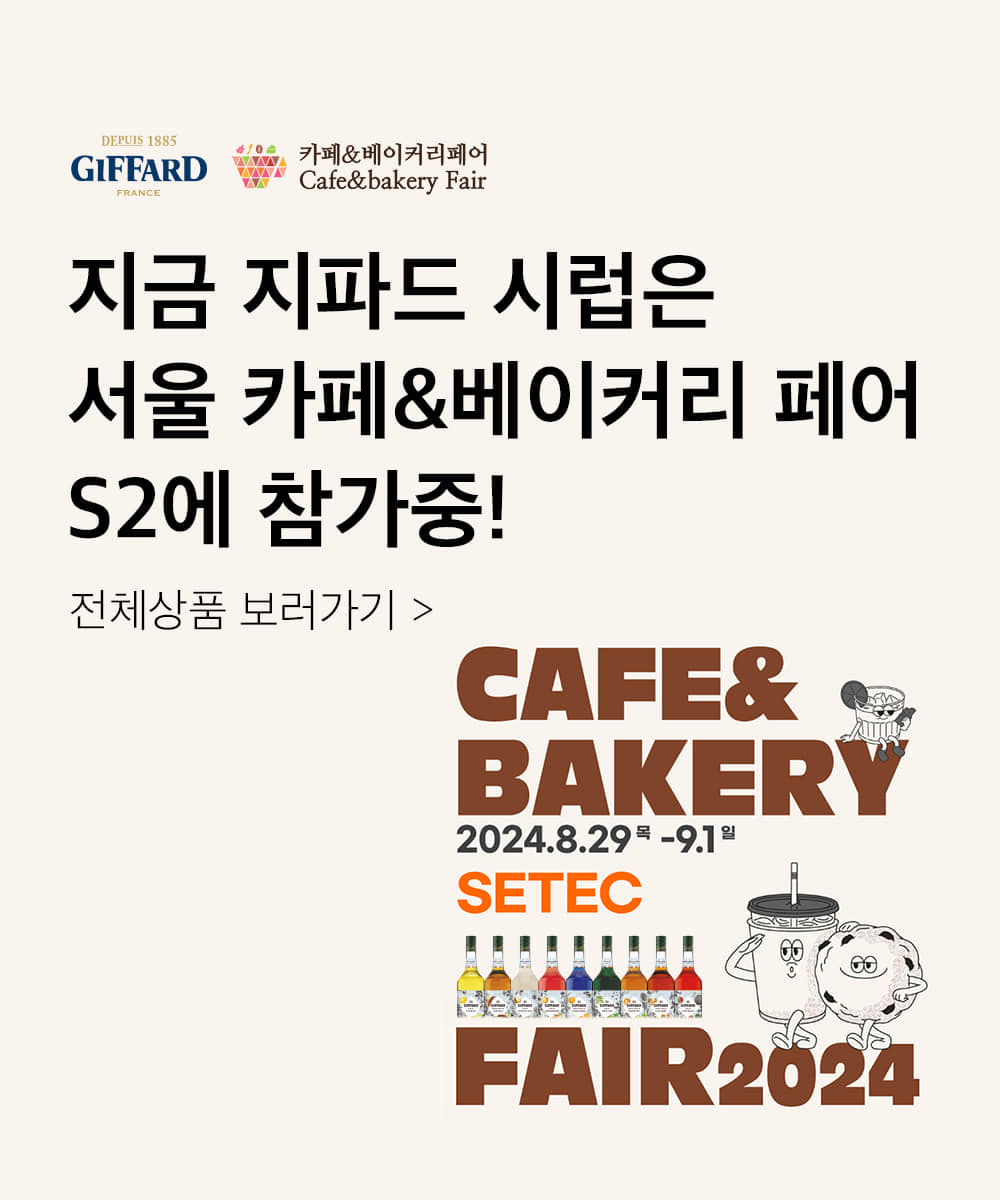 DEPUIS 1885
GIFFARD
FRANCE
카페&베이커리페어
Cafe&bakery Fair
지금 지파드 시럽은
서울 카페&베이커리 페어
S2에 참가중!
전체상품 보러가기 >
CAFE&
BAKERY
2024.8.29목 -9.1일
SETEC
FAIR2024